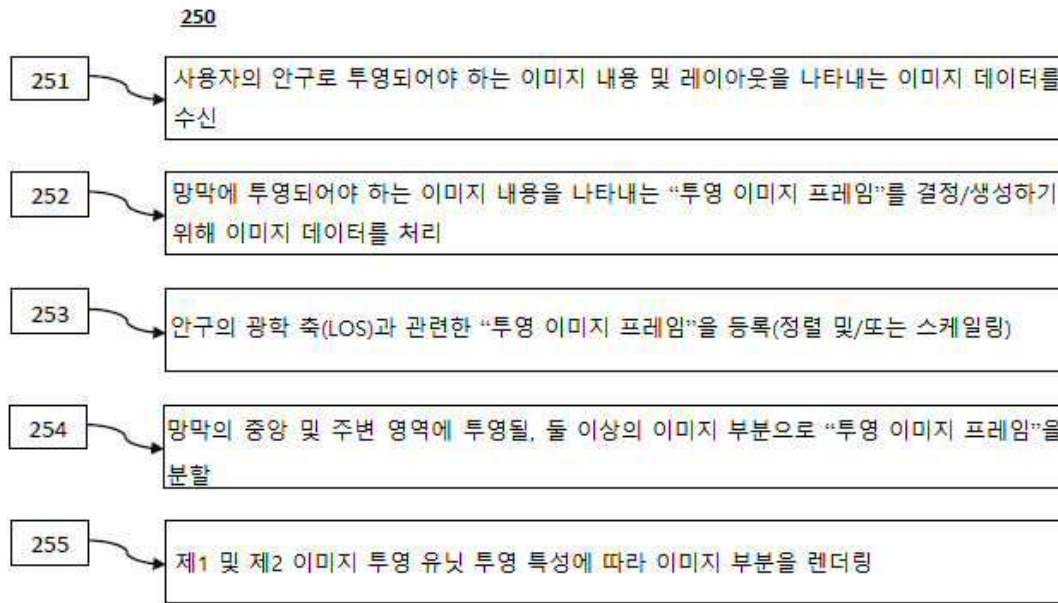 250
251
사용자의 안구로 투영되어야 하는 이미지 내용 및 레이아웃을 나타내는 이미지 데이터를
수신
252
망막에 투영되어야 하는 이미지 내용을 나타내는 “투영 이미지 프레임”를 결정/생성하기
위해 이미지 데이터를 처리
253
안구의 광학 축(LOS)과 관련한 “투영 이미지 프레임”을 등록(정렬 및/또는 스케일링)
254
망막의 중앙 및 주변 영역에 투영될, 둘 이상의 이미지 부분으로 “투영 이미지 프레임”을
분할
255
제1 및 제2 이미지 투영 유닛 투영 특성에 따라 이미지 부분을 렌더링